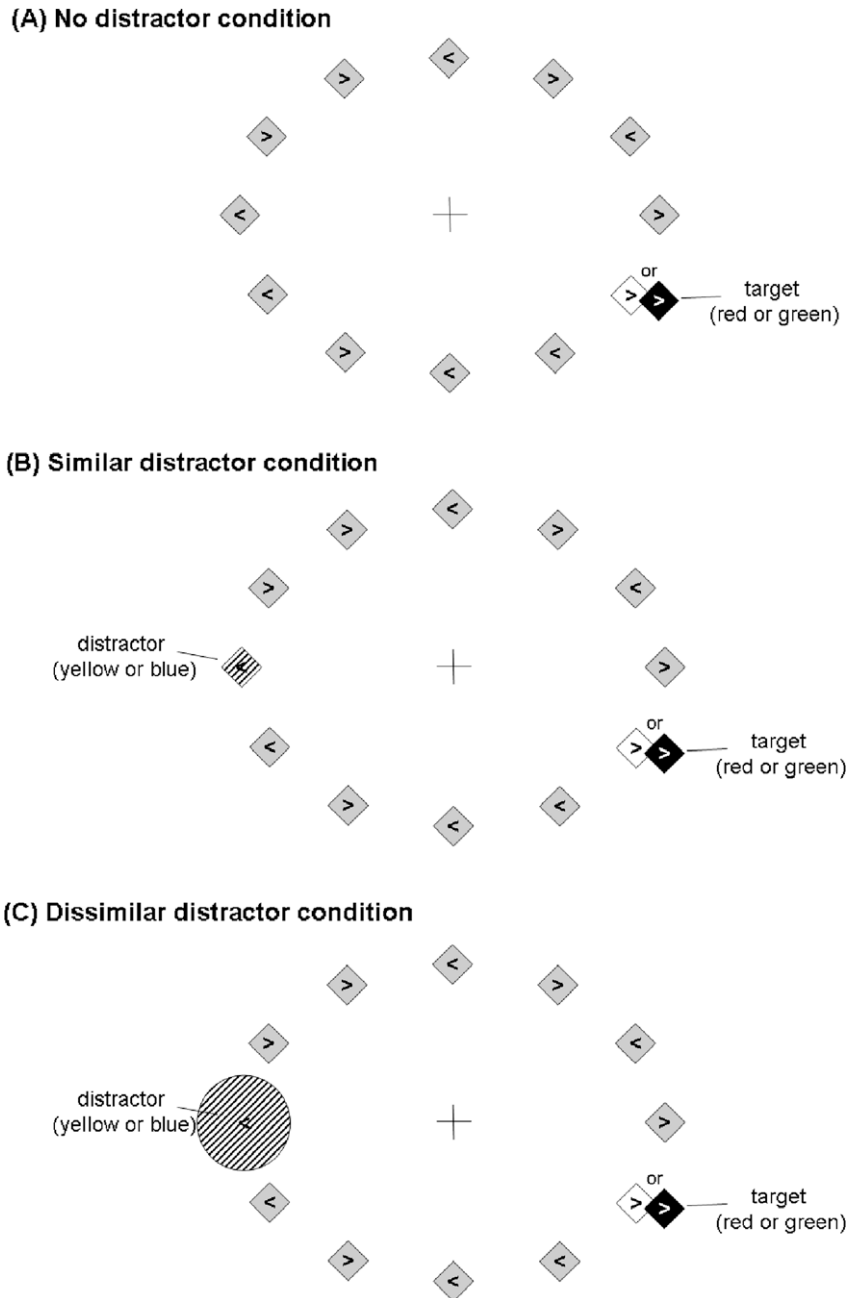 (A) No distractor condition
<
> >
> <
< >
or
< > > target
(red or green)
> <
<
(B) Similar distractor condition
<
> >
> <
distractor
(yellow or blue) < >
or
< > > target
(red or green)
> <
<
(C) Dissimilar distractor condition
<
> >
> <
distractor
(yellow or blue) < >
or
< > > target
(red or green)
> <
<